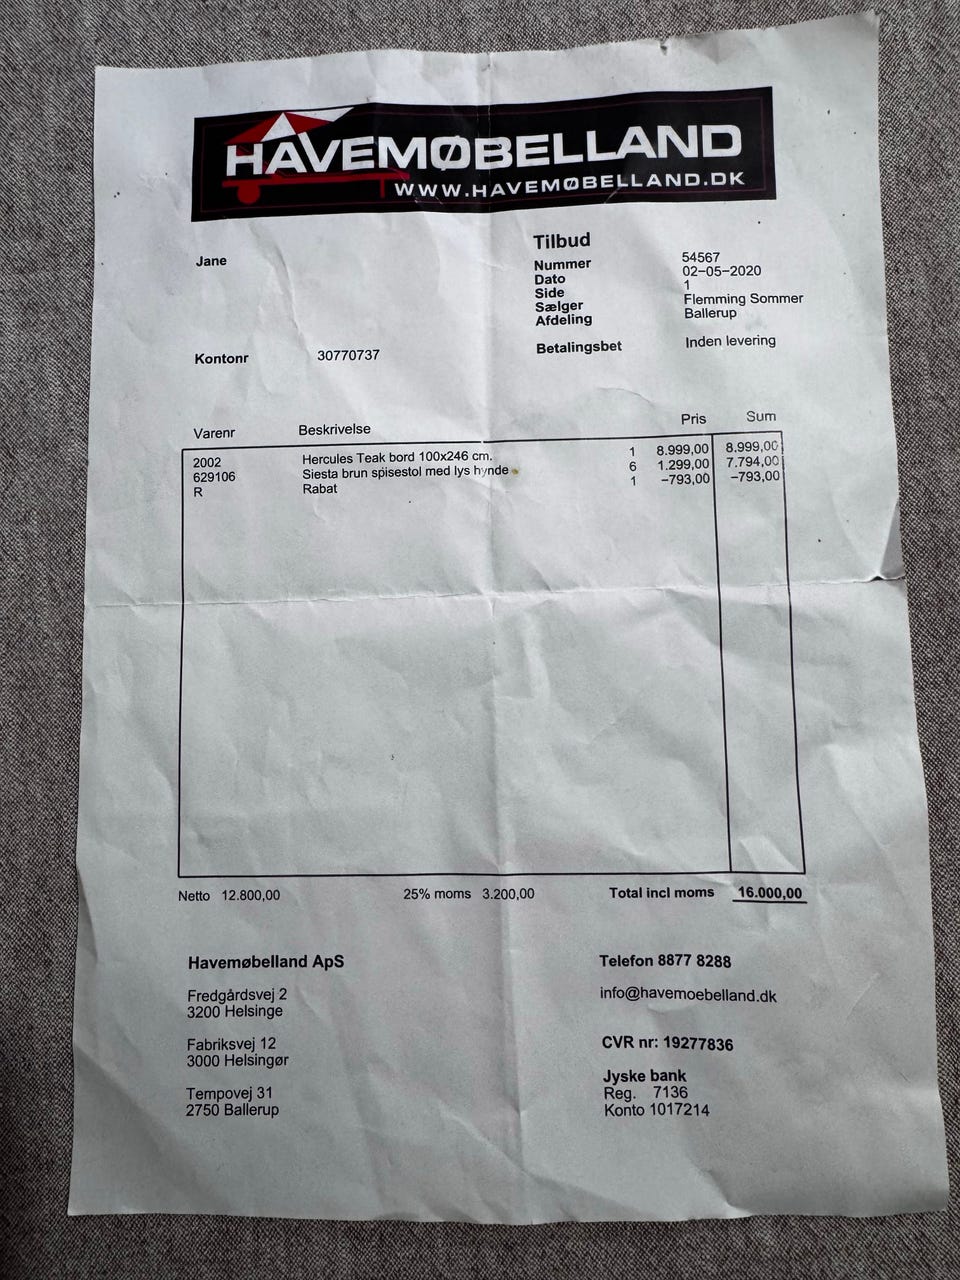 HAVEMØBELLAND
WWW.HAVEMØBELLAND.DK
Jane
Tilbud
Nummer 54567
Dato 02-05-2020
Side 1
Sælger Flemming Sommer
Afdeling Ballerup
Betalingsbet Inden levering
Kontonr 30770737
Varenr Beskrivelse Pris Sum
2002 Hercules Teak bord 100x246 cm. 1 8.999,00 8.999,00
629106 Siesta brun spisestol med lys hynde 6 1.299,00 7.794,00
R Rabat 1 -793,00 -793,00
Netto 12.800,00 25% moms 3.200,00 Total incl moms 16.000,00
Havemøbelland ApS
Fredgårdsvej 2
3200 Helsinge
Fabriksvej 12
3000 Helsingør
Tempovej 31
2750 Ballerup
Telefon 8877 8288
info@havemoebelland.dk
CVR nr: 19277836
Jyske bank
Reg. 7136
Konto 1017214